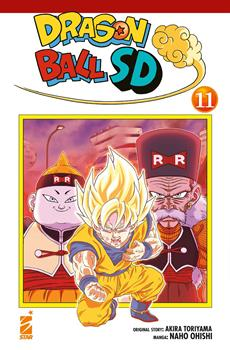 DRAGON
BALL SD
11
RR
RR
ORIGINAL STORY: AKIRA TORIYAMA
MANGA: NAHO OHISHI
STAR